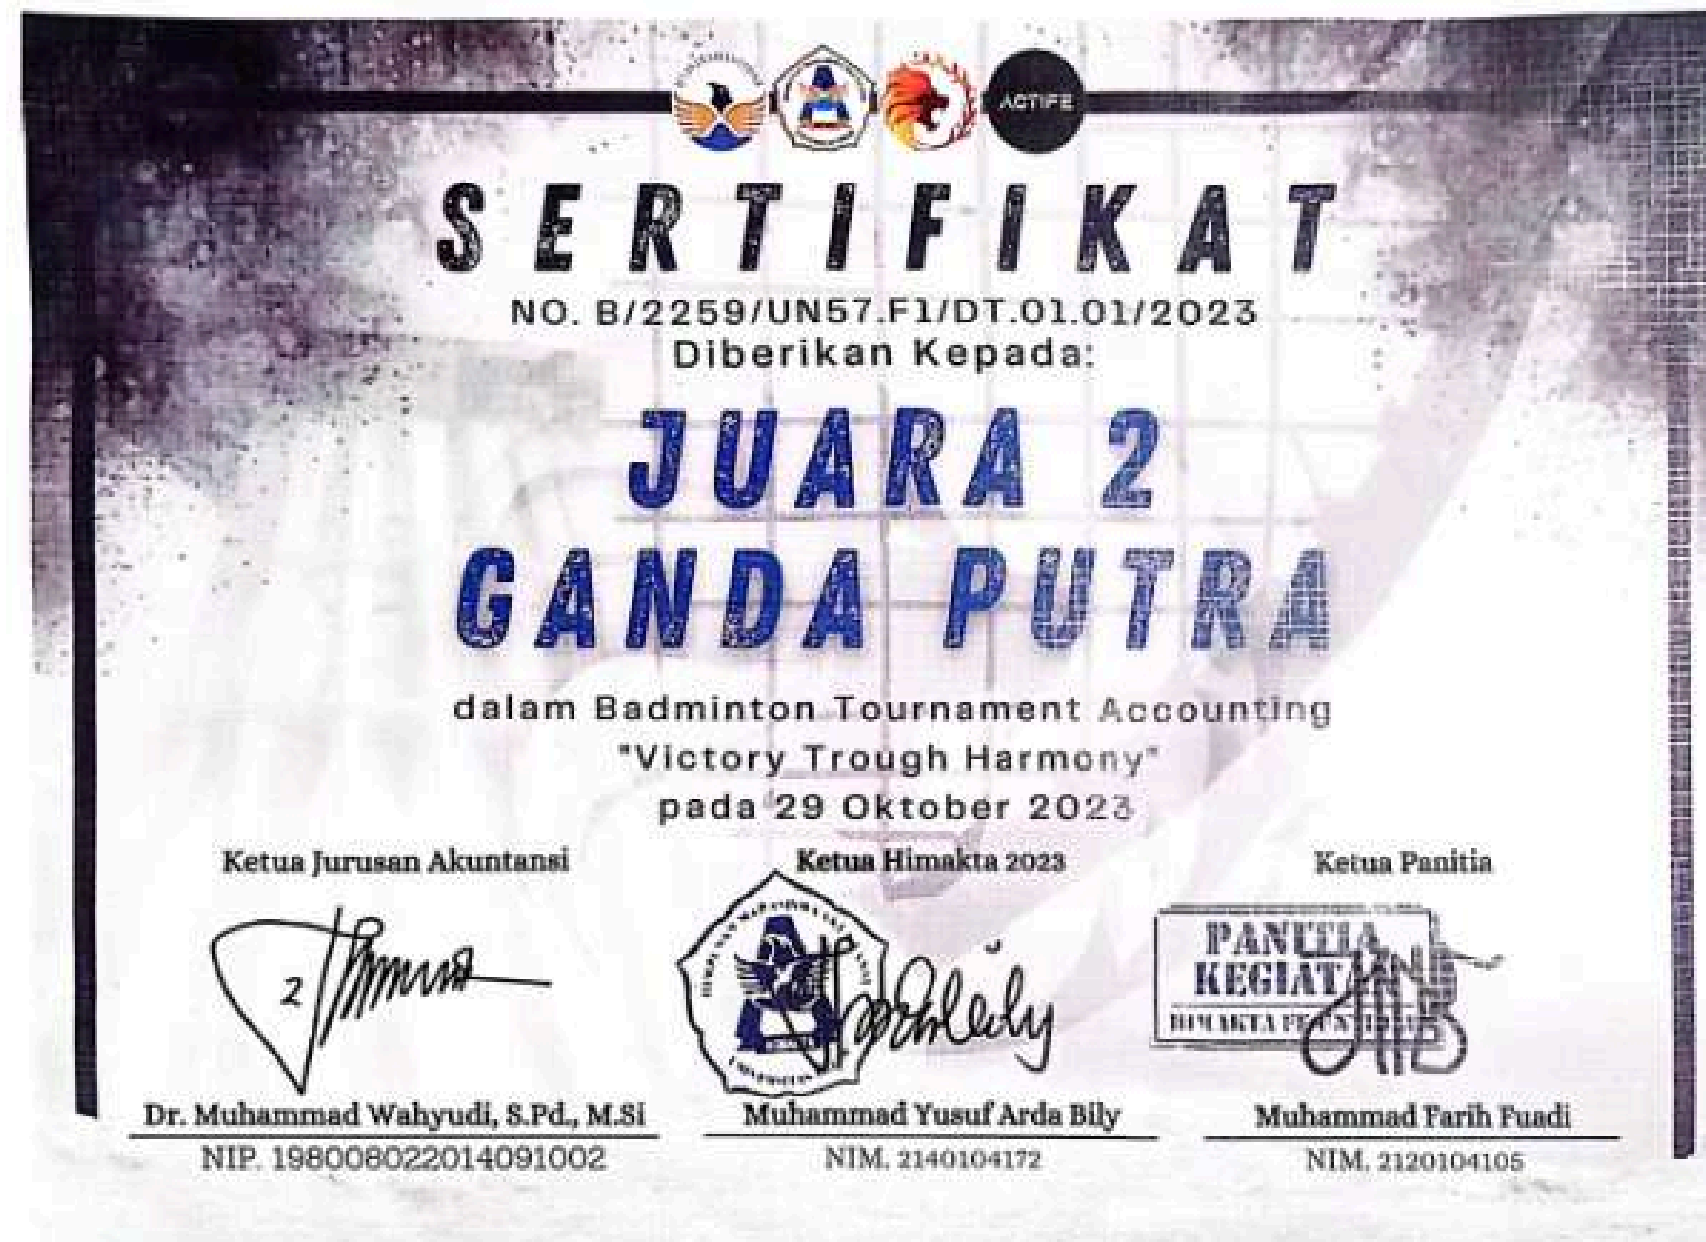 ACTIFE
SERTIFIKAT
NO. B/2259/UN57.F1/DT.01.01/2023
Diberikan Kepada:
JUARA 2
GANDA PUTRA
dalam Badminton Tournament Accounting
"Victory Trough Harmony"
pada 29 Oktober 2023
Ketua Jurusan Akuntansi
Ketua Himakta 2023
Ketua Panitia
2
PANITIA
KEGIATAN
Dr. Muhammad Wahyudi, S.Pd., M.Si
Muhammad Yusuf Arda Bily
Muhammad Farih Fuadi
NIP. 198008022014091002
NIM. 2140104172
NIM. 2120104105